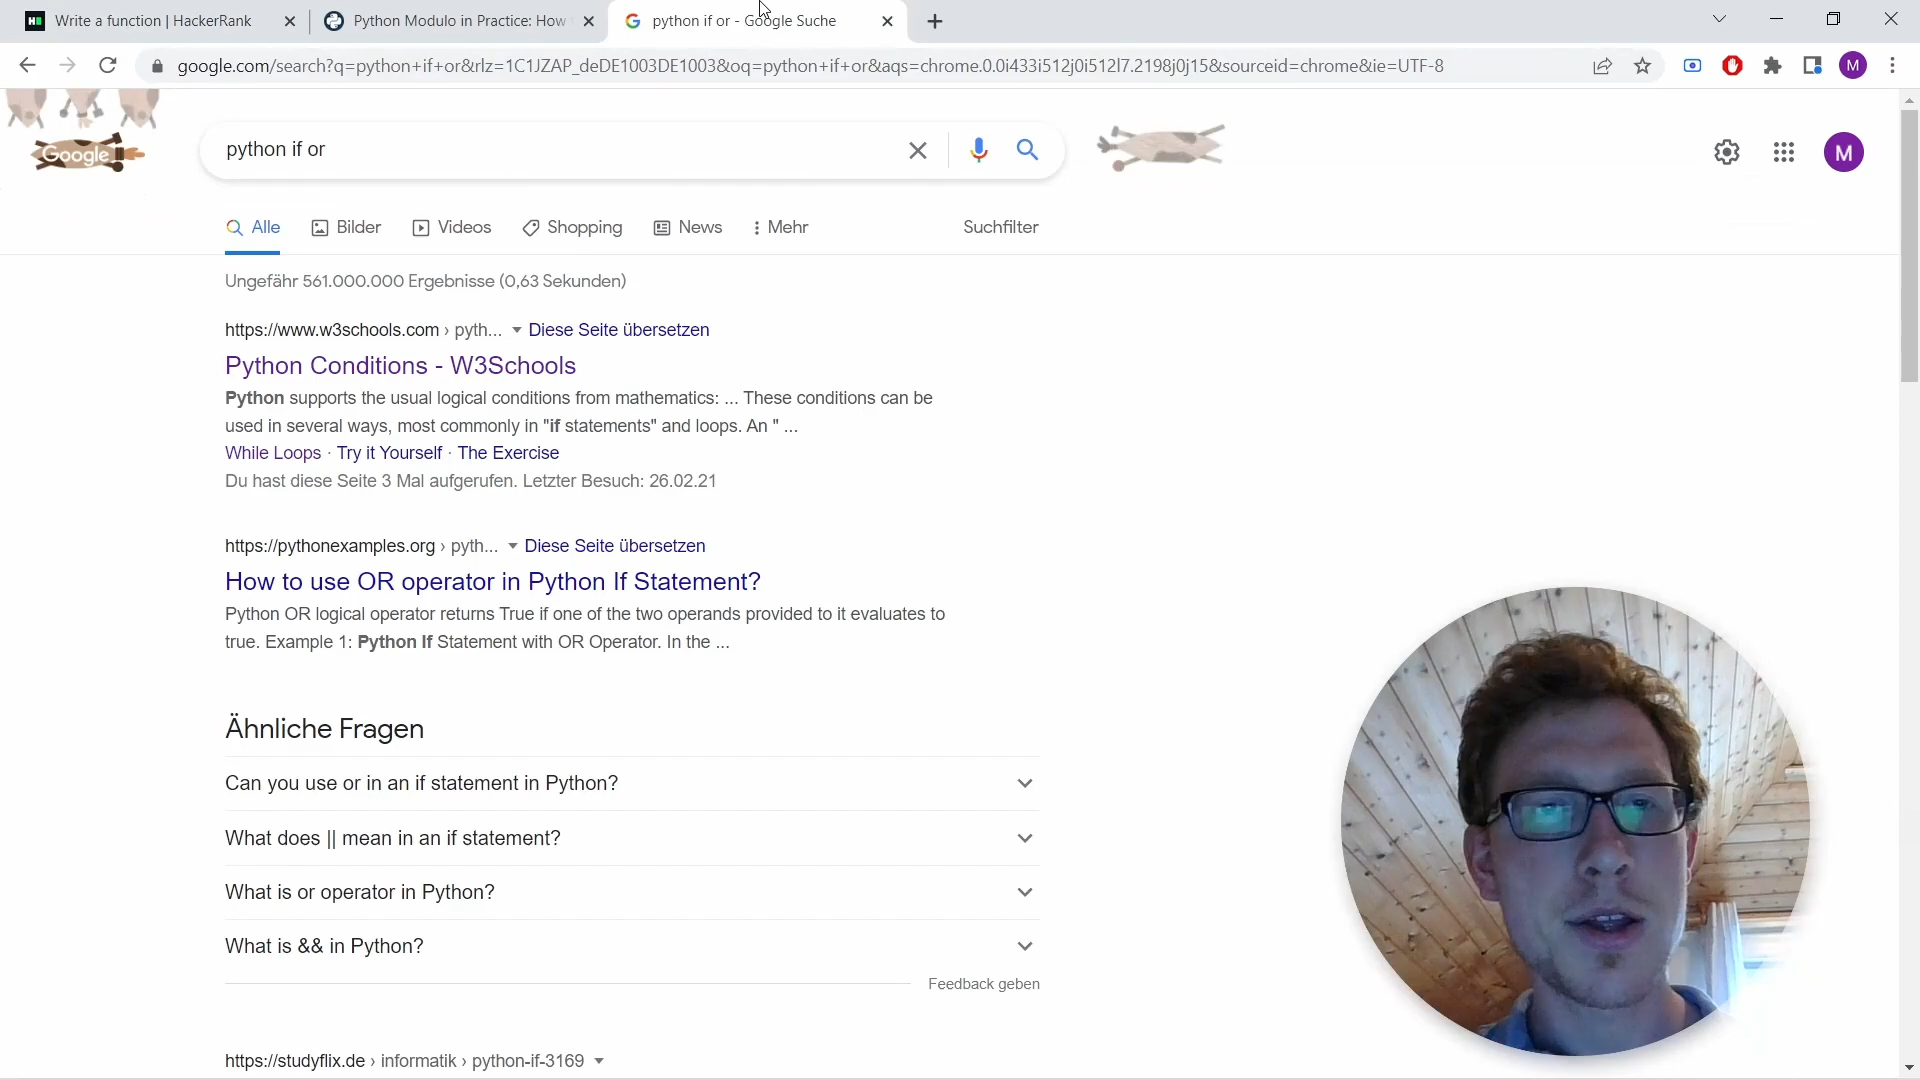 Write a function | HackerRank
Python Modulo in Practice: How
python if or - Google Suche
google.com/search?q=python+if+or&rlz=1C1JZAP_deDE1003DE1003&oq=python+if+or&aqs=chrome.0.0i433i512j0i512l7.2198j0j15&sourceid=chrome&ie=UTF-8
M
Google
python if or
M
Alle
Bilder
Videos
Shopping
News
Mehr
Suchfilter
Ungefähr 561.000.000 Ergebnisse (0,63 Sekunden)
https://www.w3schools.com › pyth... Diese Seite übersetzen
Python Conditions - W3Schools
Python supports the usual logical conditions from mathematics: ... These conditions can be
used in several ways, most commonly in "if statements" and loops. An " ...
While Loops · Try it Yourself · The Exercise
Du hast diese Seite 3 Mal aufgerufen. Letzter Besuch: 26.02.21
https://pythonexamples.org › pyth... Diese Seite übersetzen
How to use OR operator in Python If Statement?
Python OR logical operator returns True if one of the two operands provided to it evaluates to
true. Example 1: Python If Statement with OR Operator. In the ...
Ähnliche Fragen
Can you use or in an if statement in Python?
What does || mean in an if statement?
What is or operator in Python?
What is && in Python?
Feedback geben
https://studyflix.de › informatik › python-if-3169